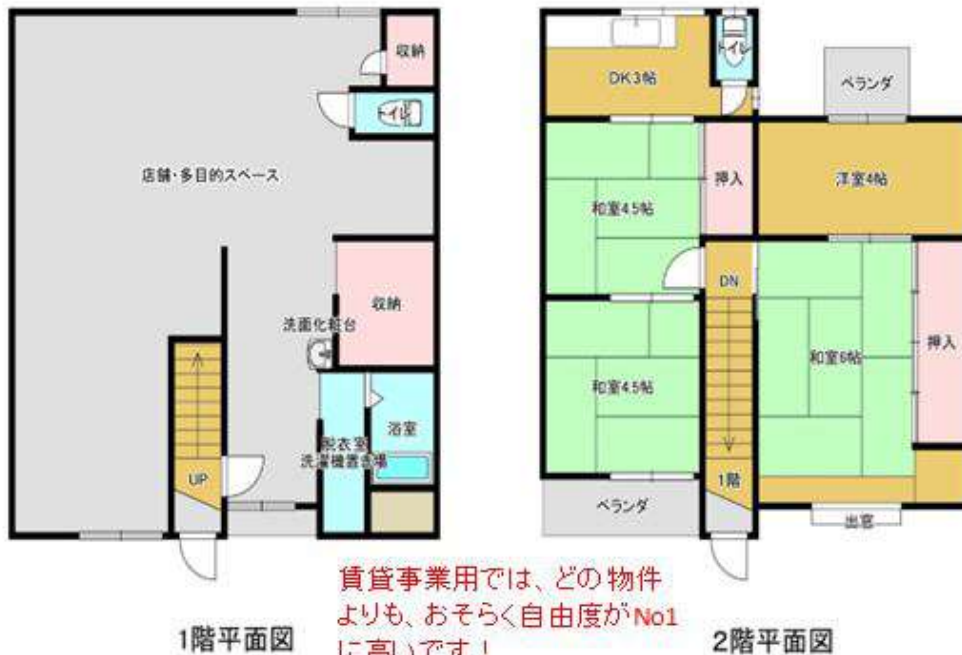 収納
トイレ
店舗・多目的スペース
収納
洗面化粧台
浴室
脱衣室
洗濯機置き場
UP
DK3帖
トイレ
ベランダ
和室4.5帖
押入
洋室4帖
DN
和室6帖
押入
和室4.5帖
1階
ベランダ
出窓
賃貸事業用では、どの物件
よりも、おそらく自由度がNo1
に高いです！
1階平面図
2階平面図